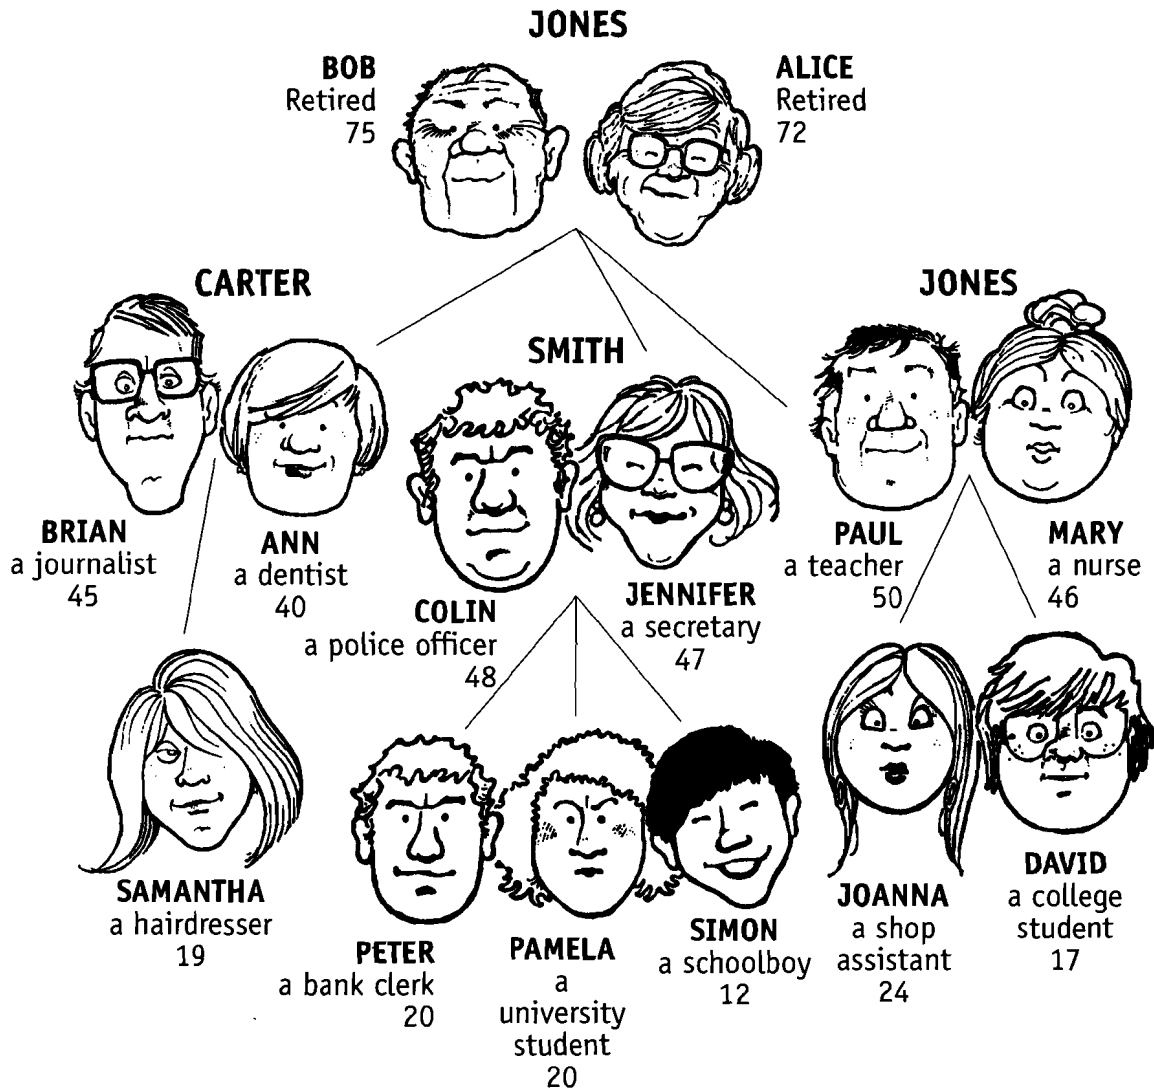 JONES
BOB
Retired
75
ALICE
Retired
72
CARTER
BRIAN
a journalist
45
ANN
a dentist
40
SMITH
COLIN
a police officer
48
JENNIFER
a secretary
47
JONES
PAUL
a teacher
50
MARY
a nurse
46
SAMANTHA
a hairdresser
19
PETER
a bank clerk
20
PAMELA
a
university
student
20
SIMON
a schoolboy
12
JOANNA
a shop
assistant
24
DAVID
a college
student
17